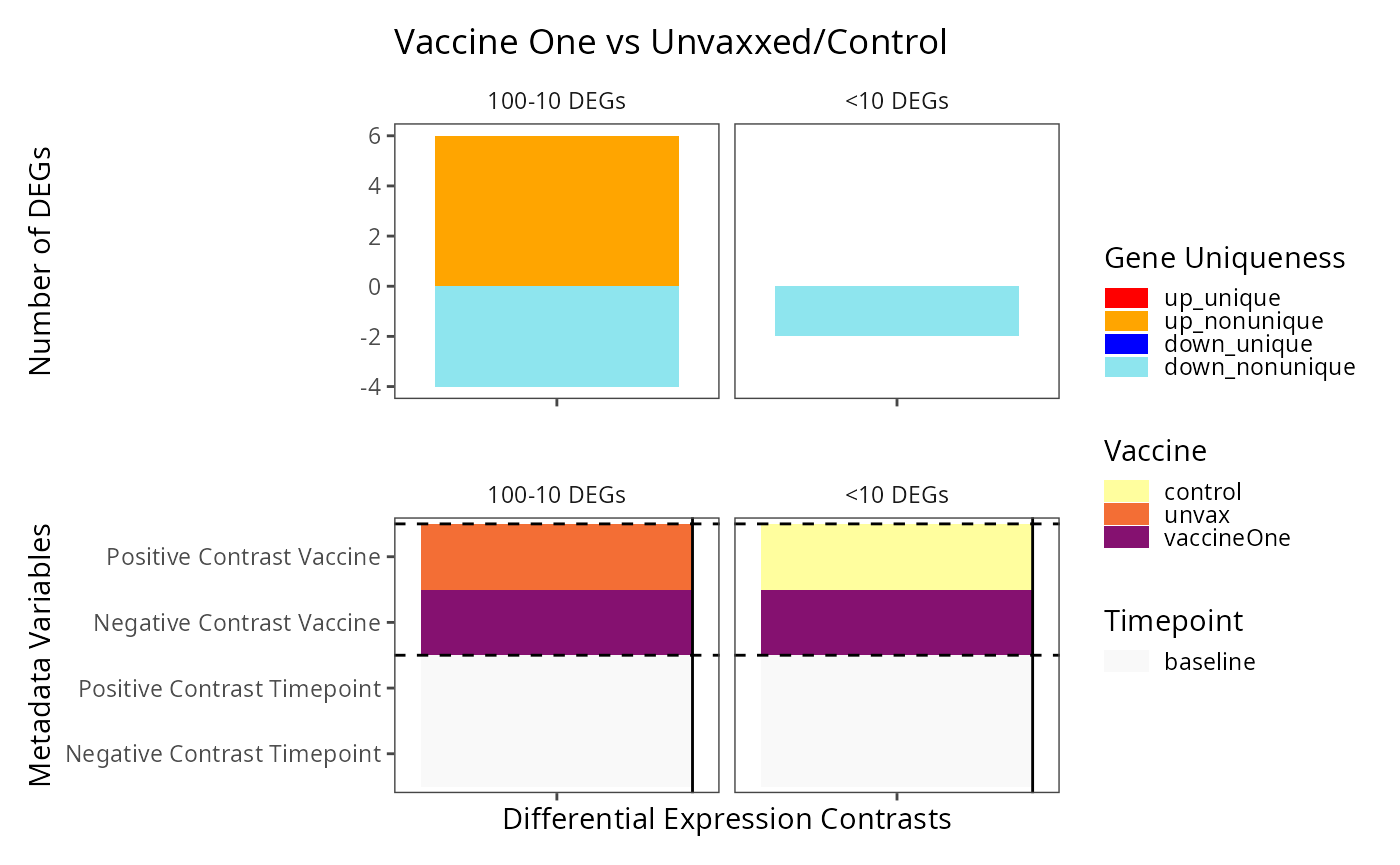 Vaccine One vs Unvaxxed/Control
100-10 DEGs
<10 DEGs
Number of DEGs
6
4
2
0
-2
-4
Gene Uniqueness
up_unique
up_nonunique
down_unique
down_nonunique
Vaccine
control
unvax
vaccineOne
Timepoint
baseline
100-10 DEGs
<10 DEGs
Metadata Variables
Positive Contrast Vaccine
Negative Contrast Vaccine
Positive Contrast Timepoint
Negative Contrast Timepoint
Differential Expression Contrasts